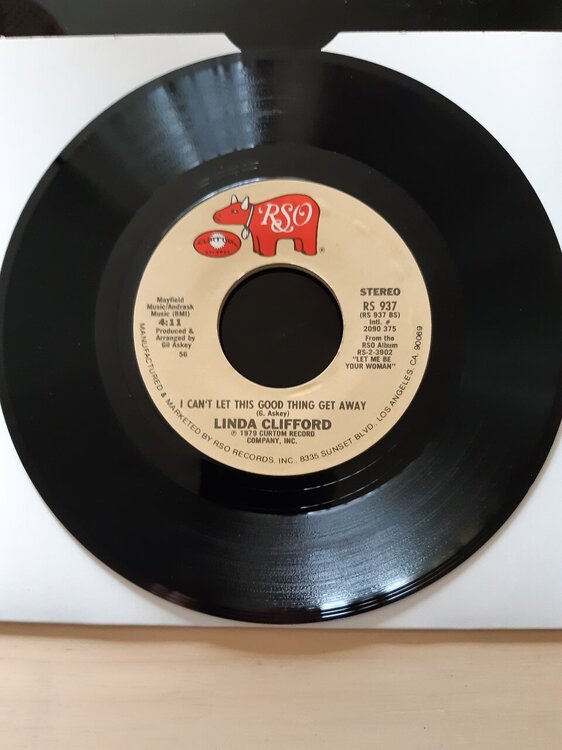 RSO
®
CURTOM
RECORDS
Mayfield
Music/Andrask
Music (BMI)
4:11
Produced &
Arranged by
Gil Askey
56
STEREO
RS 937
(RS 937 BS)
Intl. #
2090 375
From the
RSO Album
RS-2-3902
"LET ME BE
YOUR WOMAN"
I CAN'T LET THIS GOOD THING GET AWAY
(G. Askey)
LINDA CLIFFORD
℗ 1979 CURTOM RECORD
COMPANY, INC.
MANUFACTURED & MARKETED BY RSO RECORDS, INC., 8335 SUNSET BLVD., LOS ANGELES, CA. 90069